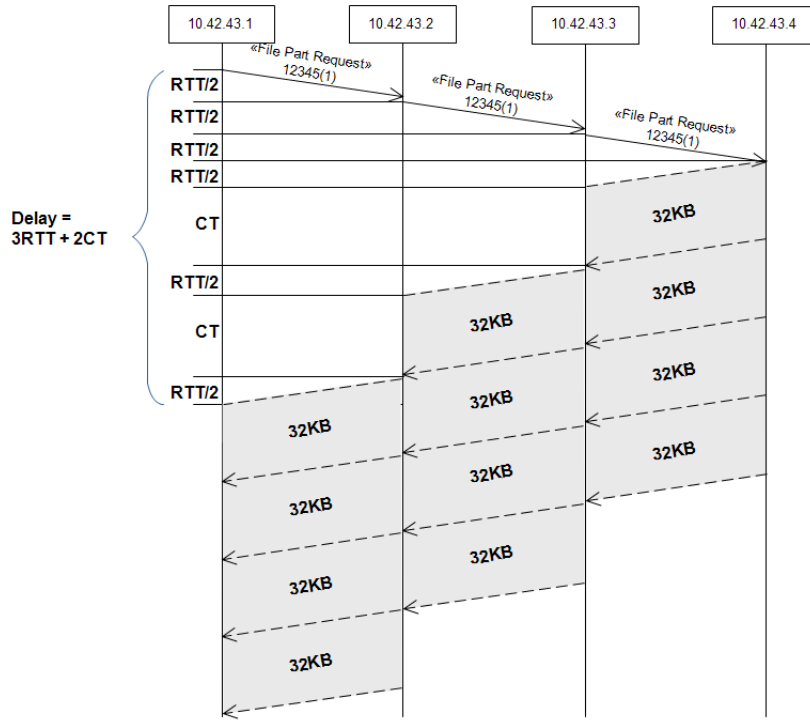 10.42.43.1
10.42.43.2
10.42.43.3
10.42.43.4
«File Part Request»
12345(1)
«File Part Request»
12345(1)
«File Part Request»
12345(1)
RTT/2
RTT/2
RTT/2
RTT/2
CT
RTT/2
CT
RTT/2
Delay =
3RTT + 2CT
32KB
32KB
32KB
32KB
32KB
32KB
32KB
32KB
32KB
32KB
32KB
32KB